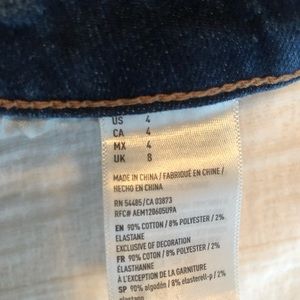 US 4
CA 4
MX 4
UK 8
MADE IN CHINA / FABRIQUÉ EN CHINE /
HECHO EN CHINA
RN 54485/CA 03873
RFC# AEM120605U9A
EN 90% COTTON / 8% POLYESTER / 2%
ELASTANE
EXCLUSIVE OF DECORATION
FR 90% COTON / 8% POLYESTER / 2%
ÉLASTHANNE
À L'EXCEPTION DE LA GARNITURE
SP 90% algodón / 8% / 2%
elastano